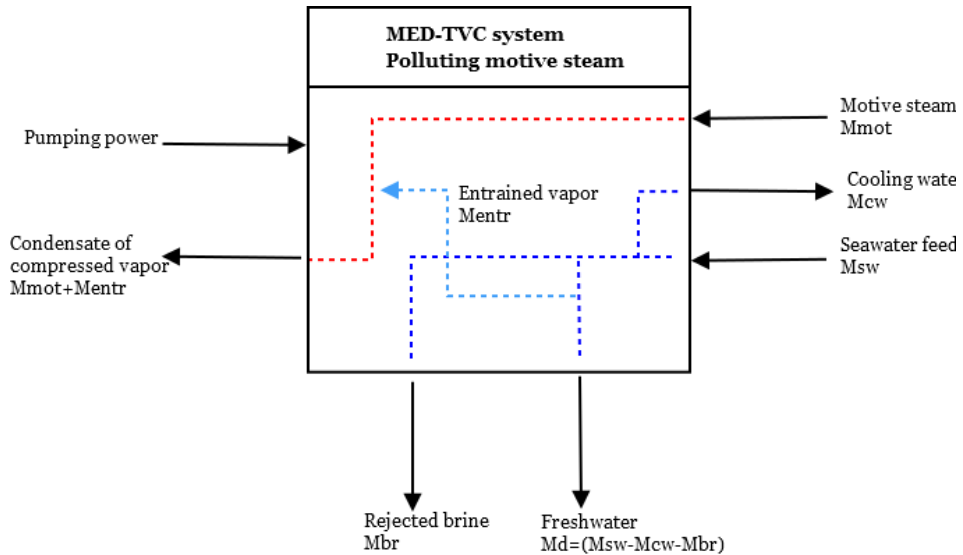 MED-TVC system
Polluting motive steam
Pumping power
Motive steam
Mmot
Entrained vapor
Mentr
Cooling wate
Mcw
Condensate of
compressed vapor
Mmot+Mentr
Seawater feed
Msw
Rejected brine
Mbr
Freshwater
Md=(Msw-Mcw-Mbr)